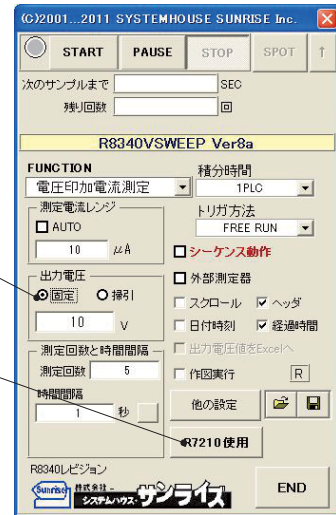 (C)2001...2011 SYSTEMHOUSE SUNRISE Inc.
START PAUSE STOP SPOT ↑
次のサンプルまで SEC
残り回数 回
R8340VSWEEP Ver8a
FUNCTION
電圧印加電流測定
積分時間
1PLC
測定電流レンジ
AUTO
10 μA
トリガ方法
FREE RUN
シーケンス動作
出力電圧
固定 掃引
10 V
外部測定器
スクロール ヘッダ
日付時刻 経過時間
出力電圧値をExcelへ
作図実行 R
測定回数と時間間隔
測定回数 5
時間間隔
1 秒
他の設定
R7210使用
R8340レビジョン
Sunrise 株式会社
システムハウス・サンライズ
END